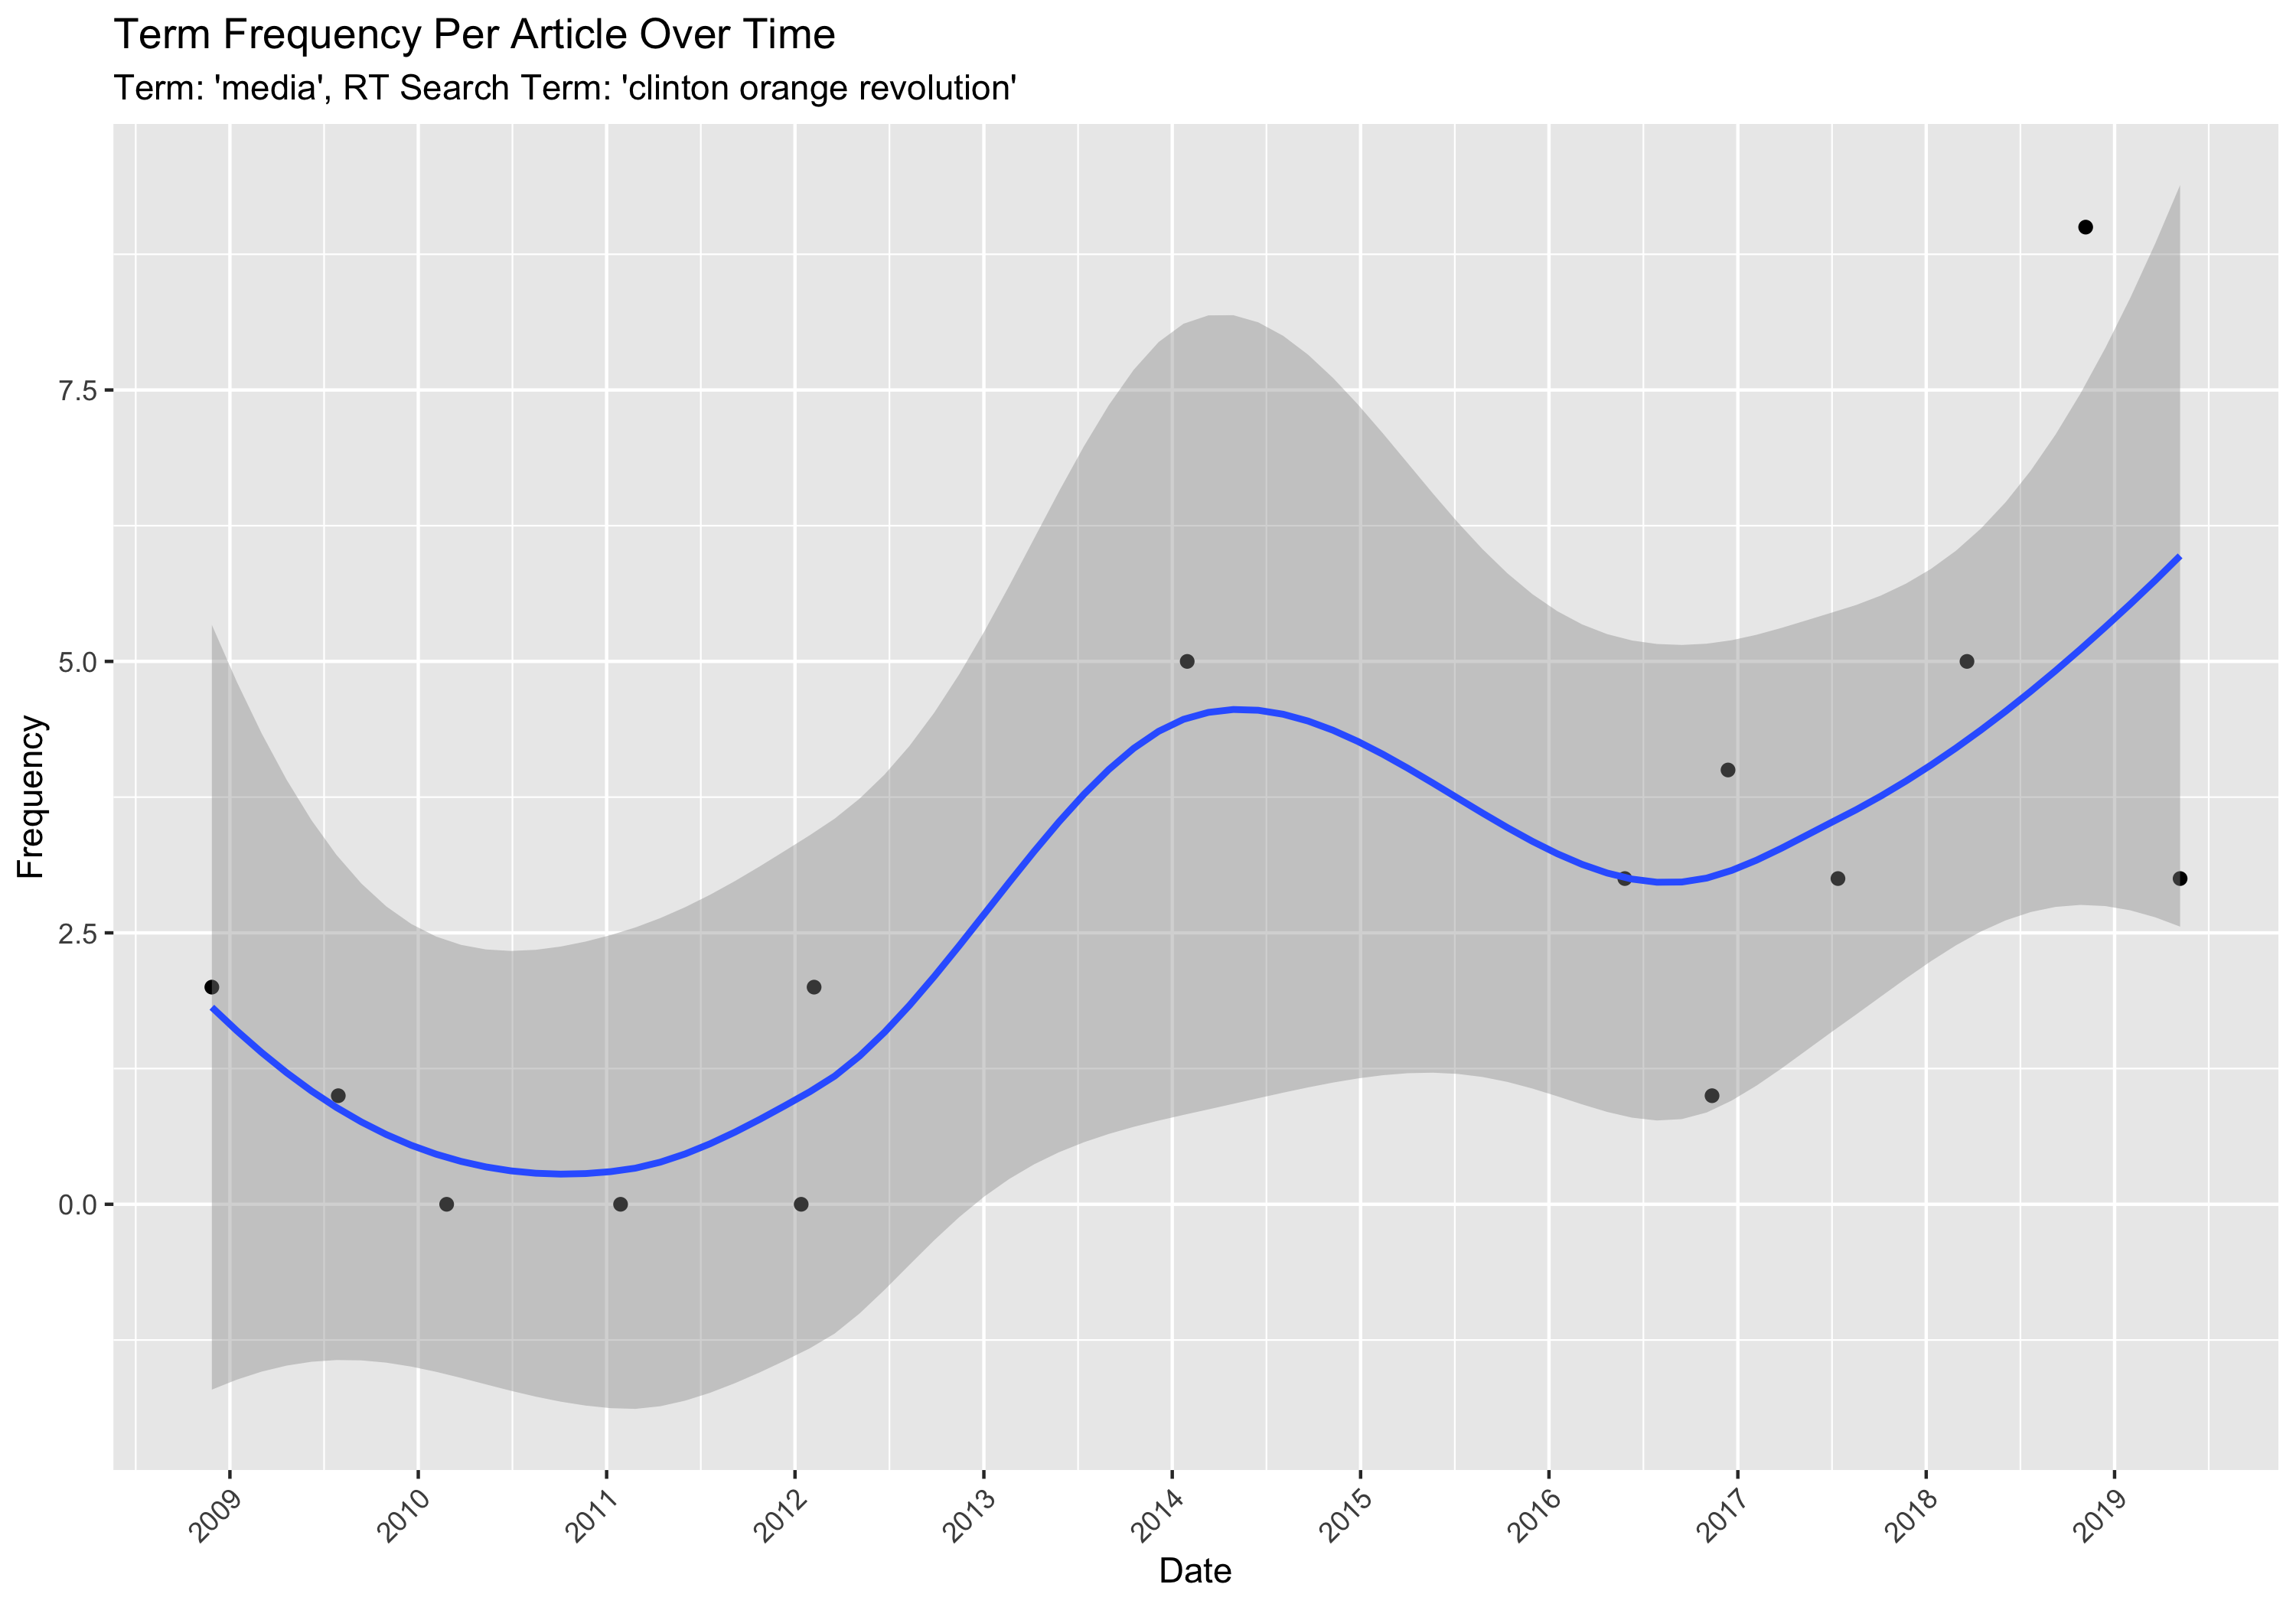 Term Frequency Per Article Over Time
Term: 'media', RT Search Term: 'clinton orange revolution'
Frequency
7.5
5.0
2.5
0.0
2009 2010 2011 2012 2013 2014 2015 2016 2017 2018 2019
Date